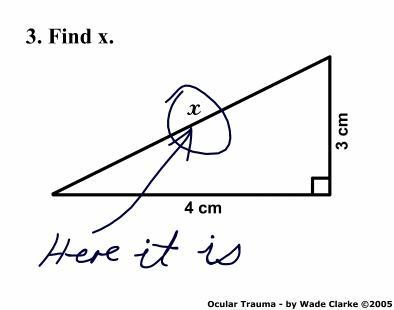 3. Find x.
x
3 cm
4 cm
Here it is
Ocular Trauma - by Wade Clarke ©2005